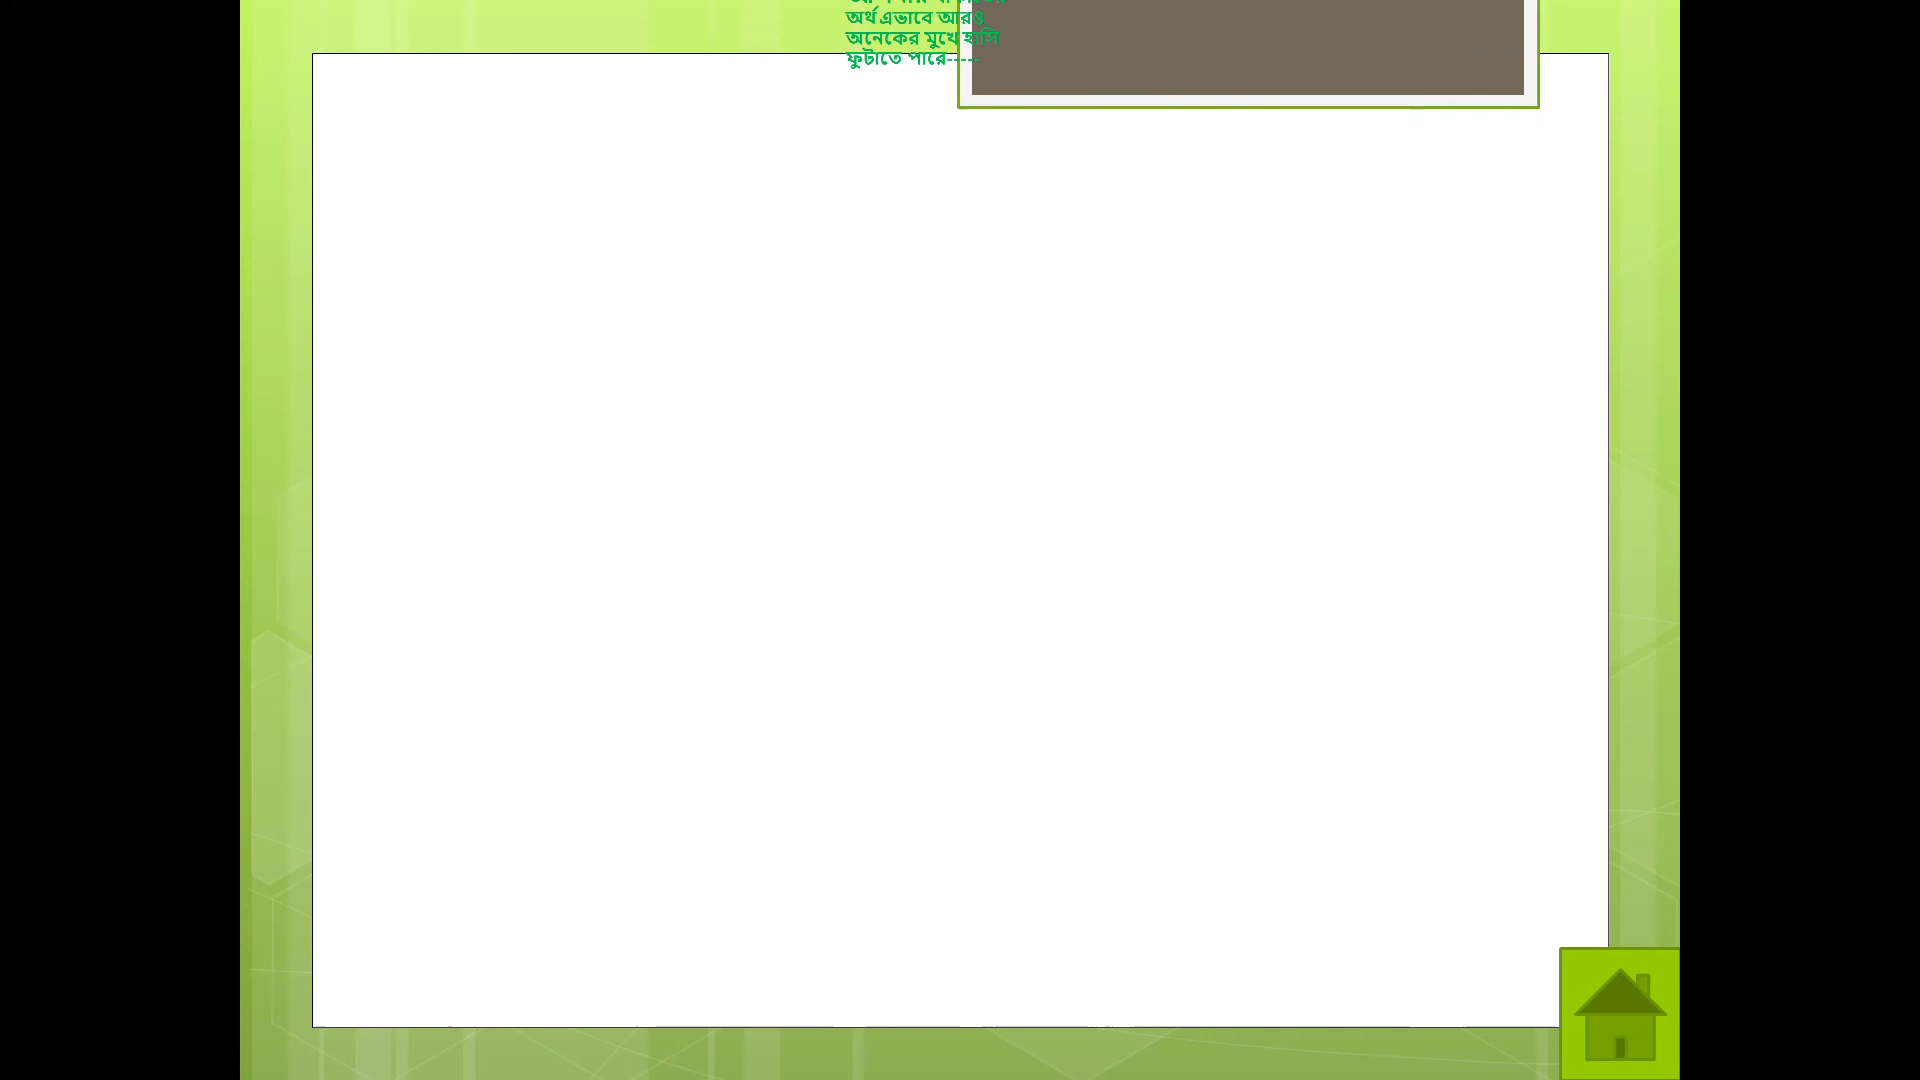 অর্থ এভাবে আরও
অনেকের মুখে হাসি
ফুটাতে পারে-----